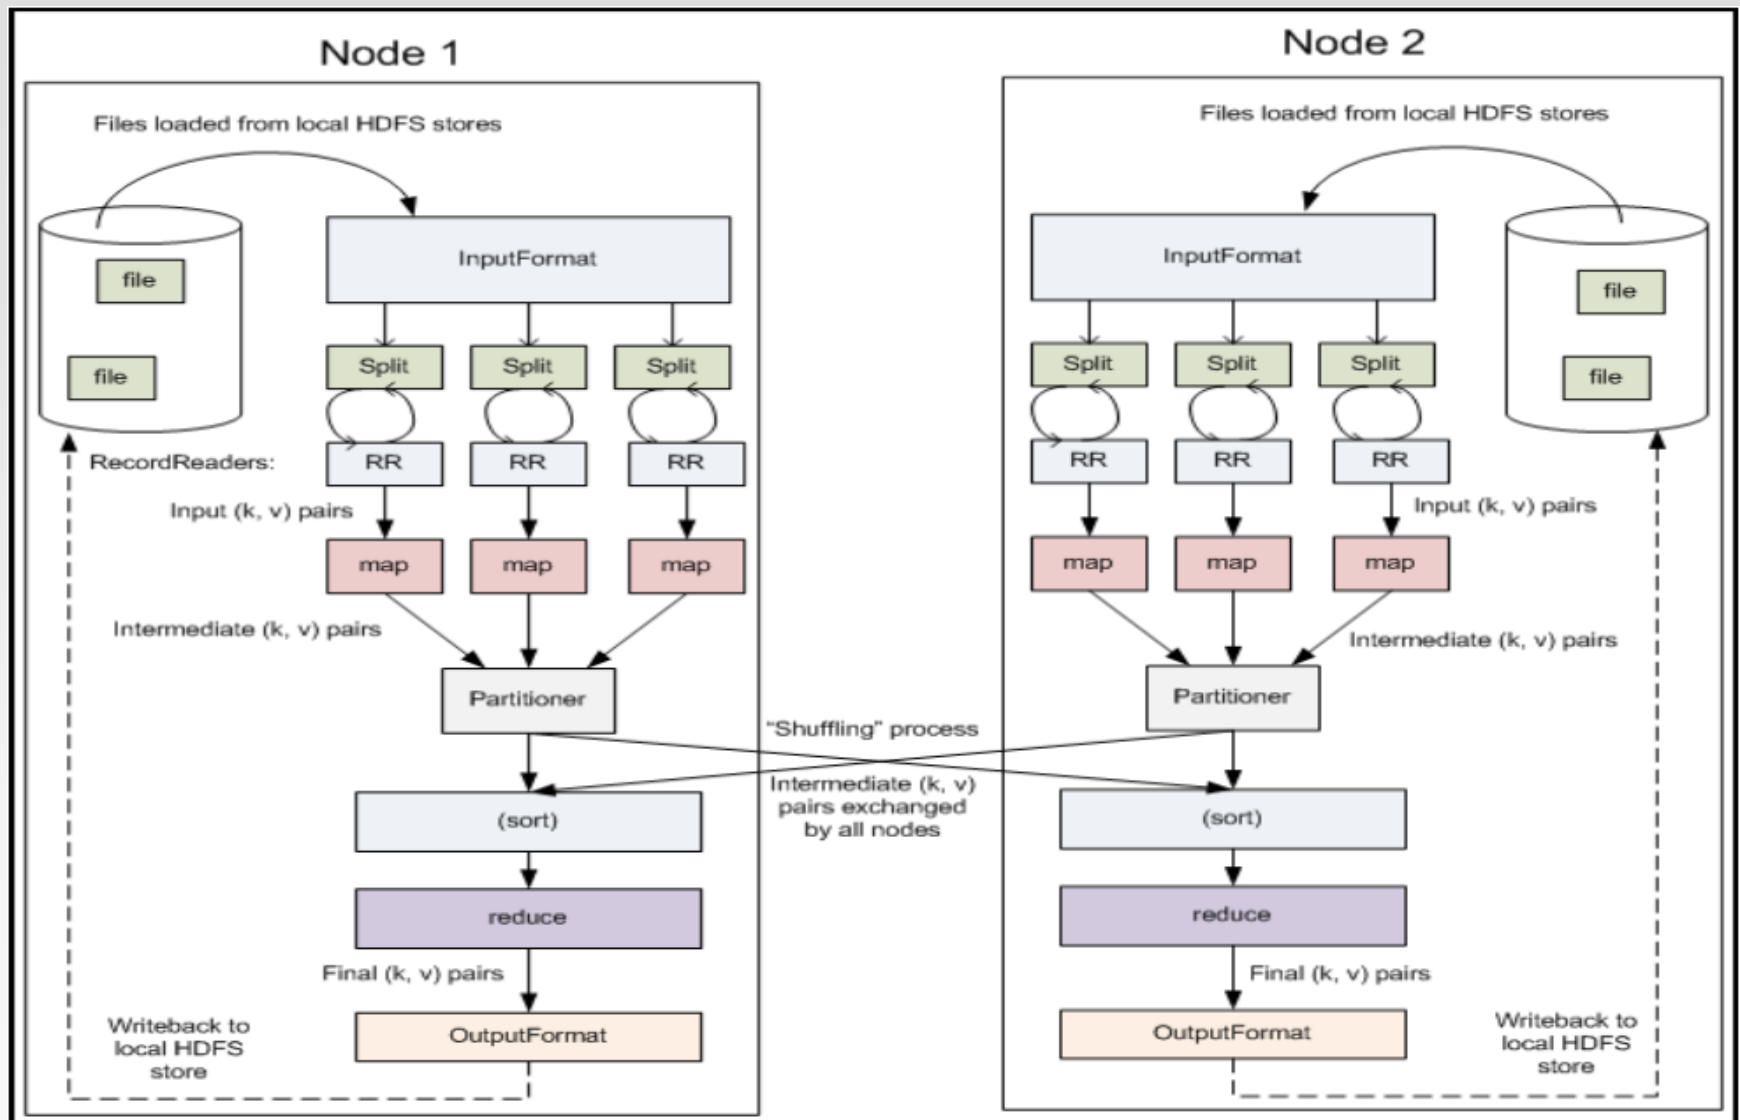 Node 1
Files loaded from local HDFS stores
InputFormat
file
file
Split
Split
Split
RecordReaders:
RR
RR
RR
Input (k, v) pairs
map
map
map
Intermediate (k, v) pairs
Partitioner
"Shuffling" process
Intermediate (k, v)
pairs exchanged
by all nodes
(sort)
reduce
Final (k, v) pairs
OutputFormat
Writeback to
local HDFS
store
Node 2
Files loaded from local HDFS stores
InputFormat
file
file
Split
Split
Split
RR
RR
RR
Input (k, v) pairs
map
map
map
Intermediate (k, v) pairs
Partitioner
(sort)
reduce
Final (k, v) pairs
OutputFormat
Writeback to
local HDFS
store